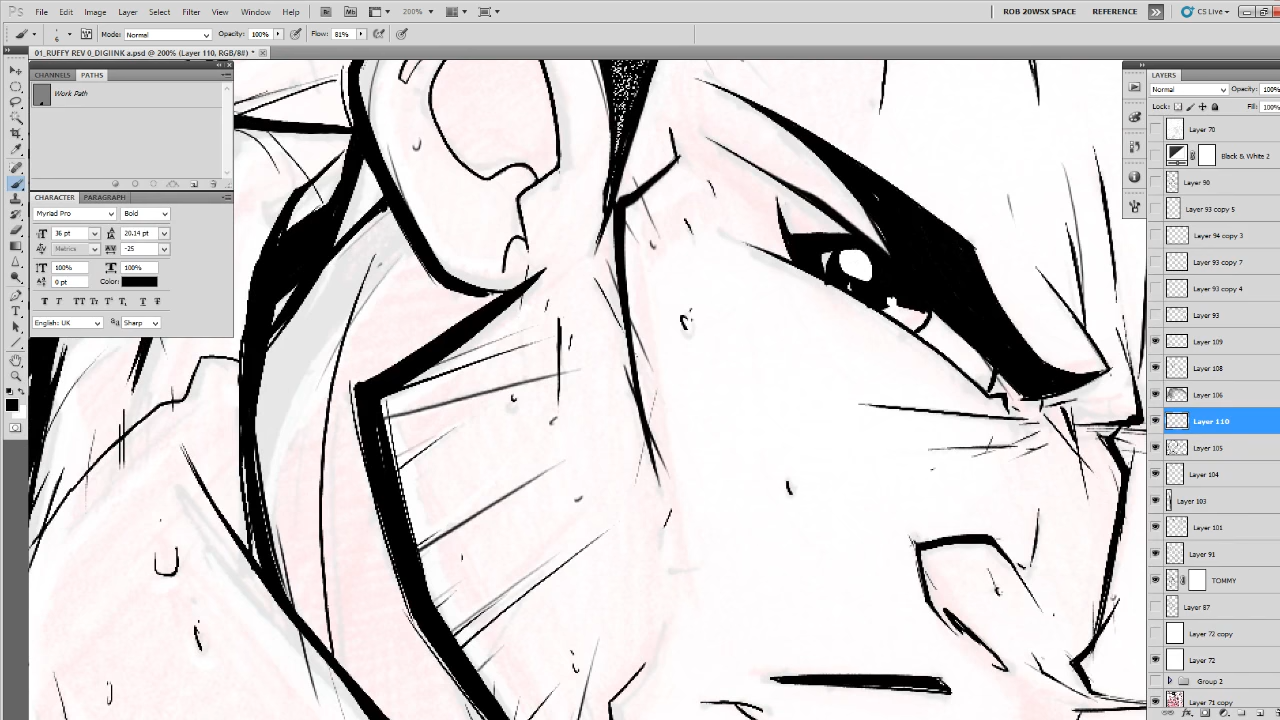 Ps File Edit Image Layer Select Filter View Window Help Br Mb 200% ROB 20WSX SPACE REFERENCE CS Live
6 Mode: Normal Opacity: 100% Flow: 81%
01_RUFFY REV 0_DIGIINK a.psd @ 200% (Layer 110, RGB/8#) *
CHANNELS PATHS
Work Path
CHARACTER PARAGRAPH
Myriad Pro Bold
36 pt 20,14 pt
Metrics -25
100% 100%
0 pt Color:
English: UK Sharp
LAYERS
Normal Opacity: 100%
Lock: Fill: 100%
Layer 70
Black & White 2
Layer 90
Layer 93 copy 5
Layer 94 copy 3
Layer 93 copy 7
Layer 93 copy 4
Layer 93
Layer 109
Layer 108
Layer 106
Layer 110
Layer 105
Layer 104
Layer 103
Layer 101
Layer 91
TOMMY
Layer 87
Layer 72 copy
Layer 72
Group 2
Layer 71 copy